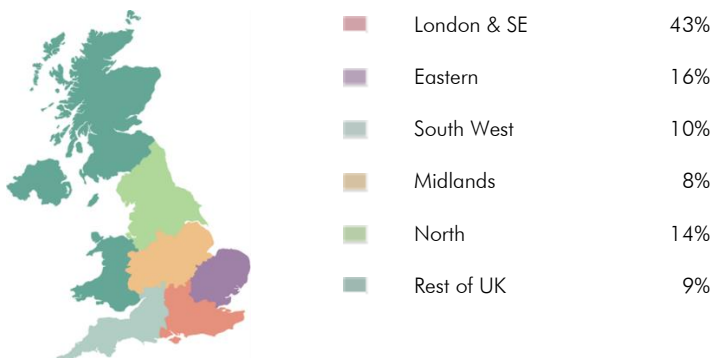 London & SE 43%
Eastern 16%
South West 10%
Midlands 8%
North 14%
Rest of UK 9%